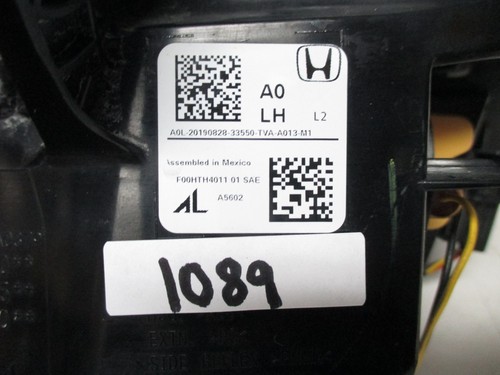 A0
LH L2
A0L-20190828-33550-TVA-A013-M1
Assembled in Mexico
F00HTH4011 01 SAE
AL A5602
1089